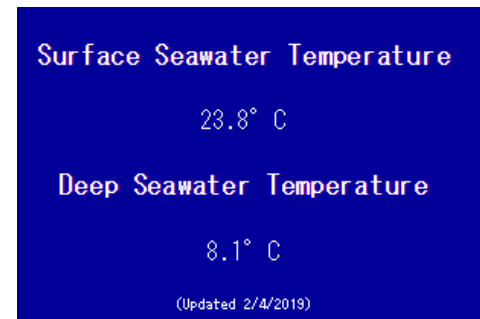 Surface Seawater Temperature
23.8° C
Deep Seawater Temperature
8.1° C
(Updated 2/4/2019)